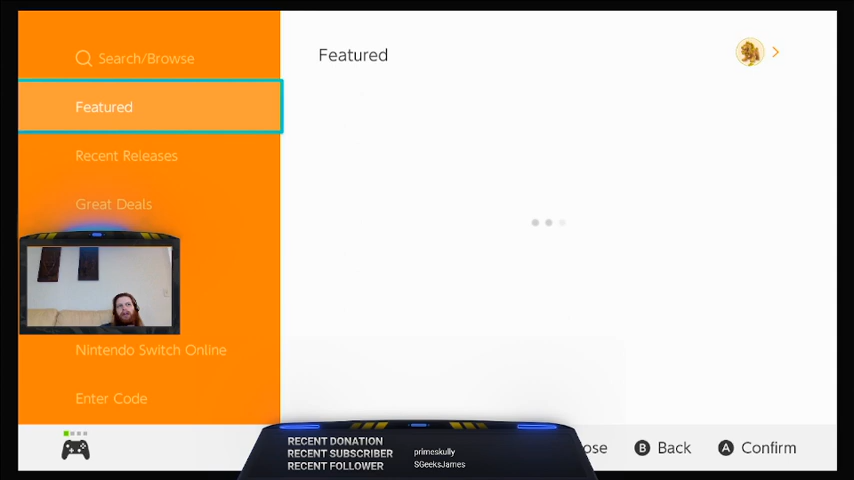 Search/Browse
Featured
Featured
Recent Releases
Great Deals
Nintendo Switch Online
Enter Code
RECENT DONATION
RECENT SUBSCRIBER primeskully
RECENT FOLLOWER SGeeksJames
B Back
A Confirm